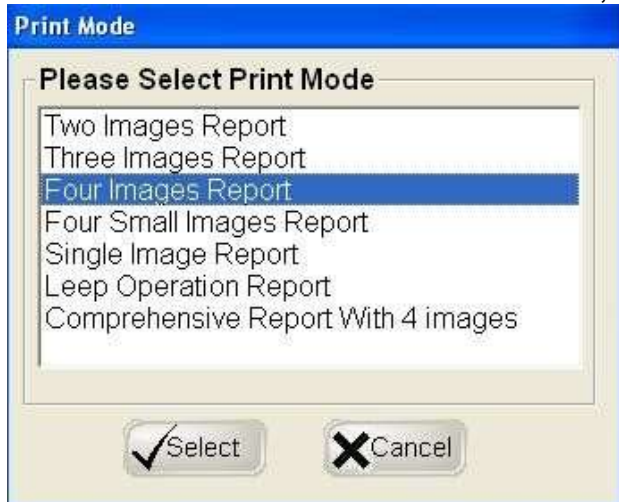 Print Mode
Please Select Print Mode
Two Images Report
Three Images Report
Four Images Report
Four Small Images Report
Single Image Report
Leep Operation Report
Comprehensive Report With 4 images
Select Cancel